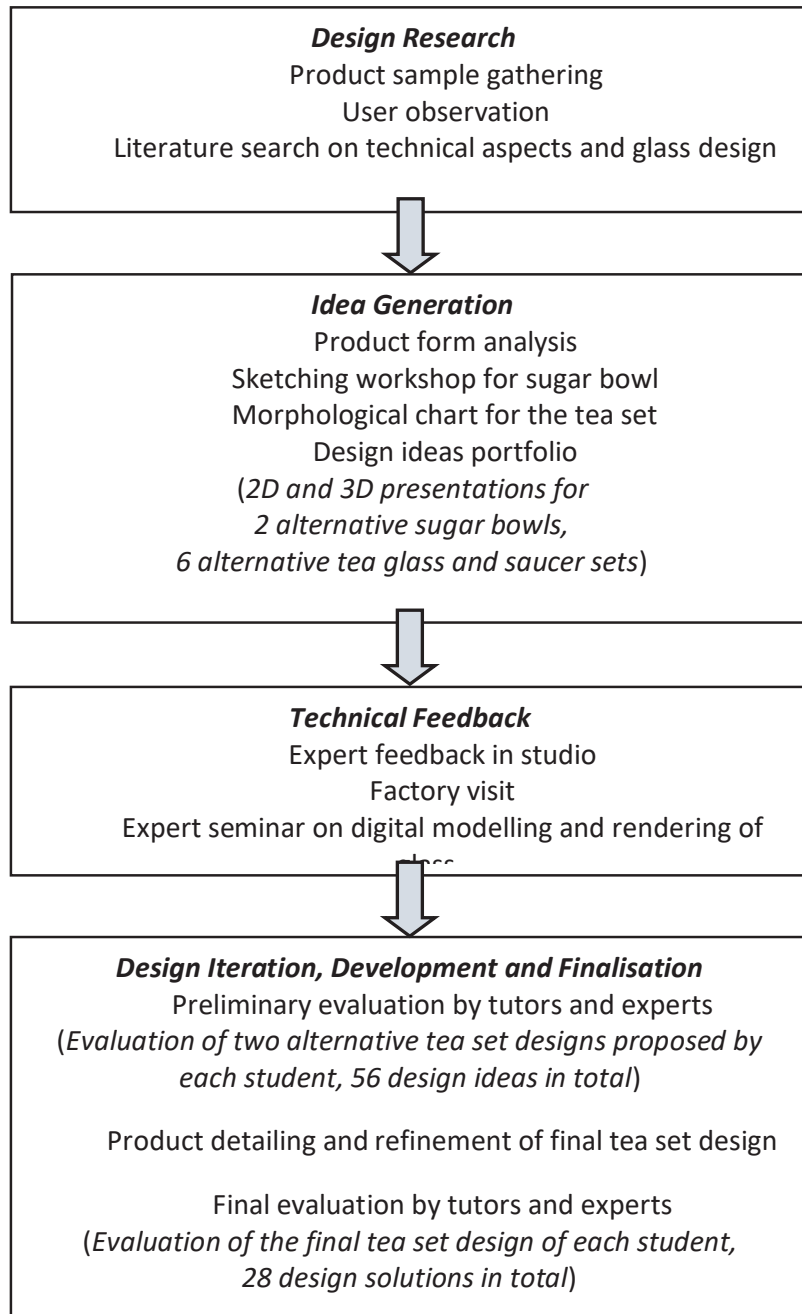 Design Research
Product sample gathering
User observation
Literature search on technical aspects and glass design
Idea Generation
Product form analysis
Sketching workshop for sugar bowl
Morphological chart for the tea set
Design ideas portfolio
(2D and 3D presentations for
2 alternative sugar bowls,
6 alternative tea glass and saucer sets)
Technical Feedback
Expert feedback in studio
Factory visit
Expert seminar on digital modelling and rendering of
glass
Design Iteration, Development and Finalisation
Preliminary evaluation by tutors and experts
(Evaluation of two alternative tea set designs proposed by
each student, 56 design ideas in total)
Product detailing and refinement of final tea set design
Final evaluation by tutors and experts
(Evaluation of the final tea set design of each student,
28 design solutions in total)